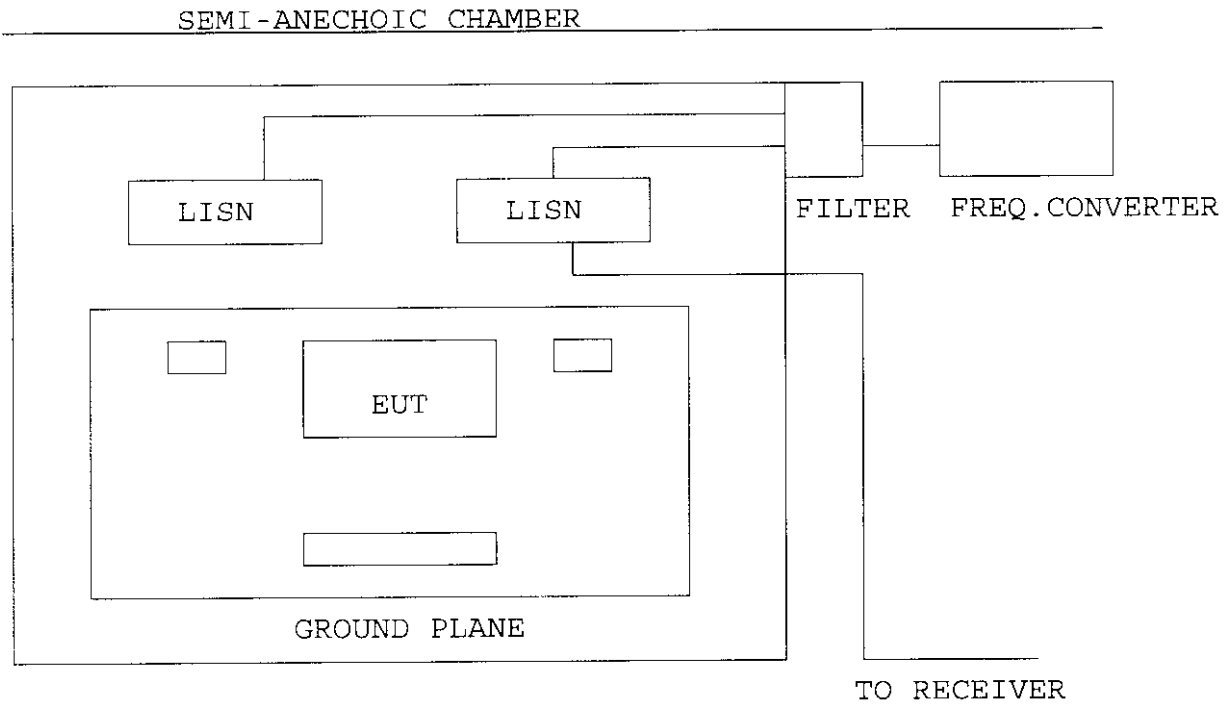 SEMI-ANECHOIC CHAMBER
LISN
LISN
FILTER
FREQ.CONVERTER
EUT
GROUND PLANE
TO RECEIVER